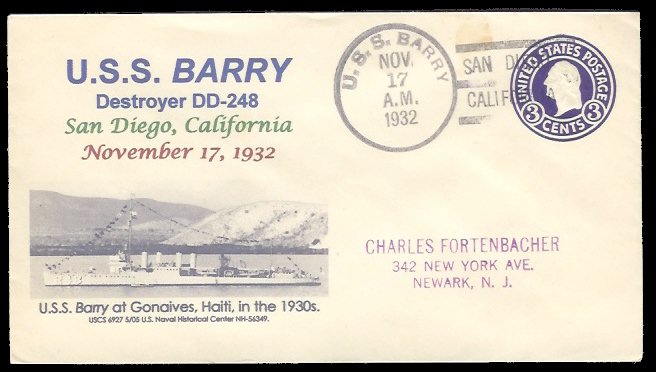 U.S.S. BARRY
Destroyer DD-248
San Diego, California
November 17, 1932
U.S.S. Barry at Gonaives, Haiti, in the 1930s.
USCS 6927 5/05 U.S. Naval Historical Center NH-56349.
U.S.S. BARRY
NOV.
17
A.M.
1932
SAN DI
CALIF
UNITED STATES POSTAGE
3 CENTS 3
CHARLES FORTENBACHER
342 NEW YORK AVE.
NEWARK, N. J.